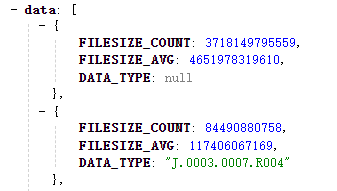 - data: [
- {
FILESIZE_COUNT: 3718149795559,
FILESIZE_AVG: 4651978319610,
DATA_TYPE: null
},
- {
FILESIZE_COUNT: 84490880758,
FILESIZE_AVG: 117406067169,
DATA_TYPE: "J.0003.0007.R004"
},